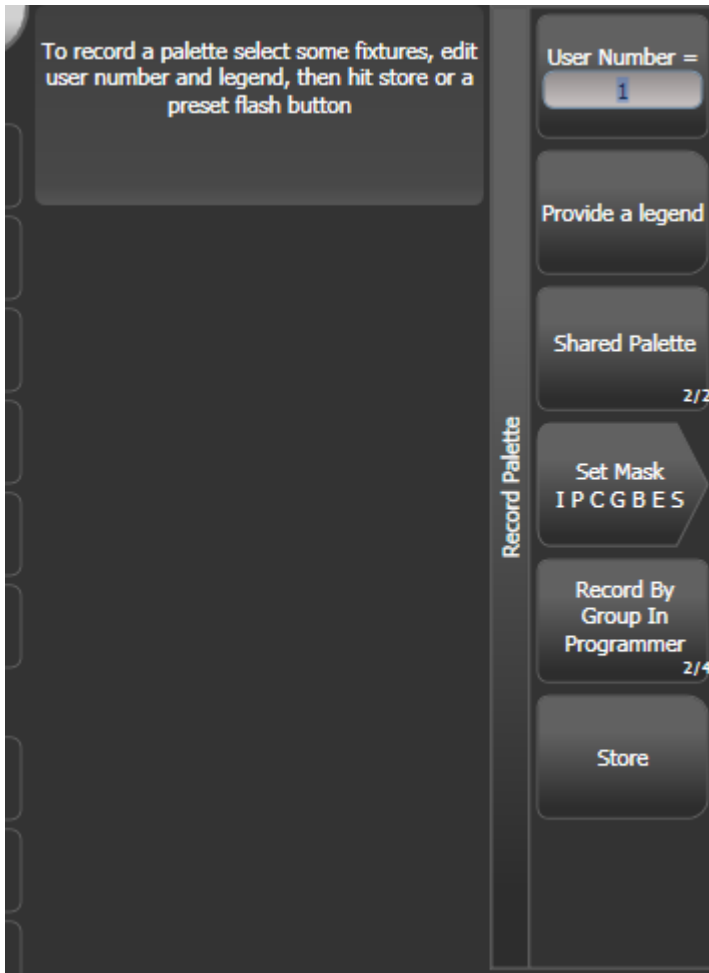 To record a palette select some fixtures, edit
user number and legend, then hit store or a
preset flash button
Record Palette
User Number =
1
Provide a legend
Shared Palette
2/2
Set Mask
I P C G B E S
Record By
Group In
Programmer
2/4
Store